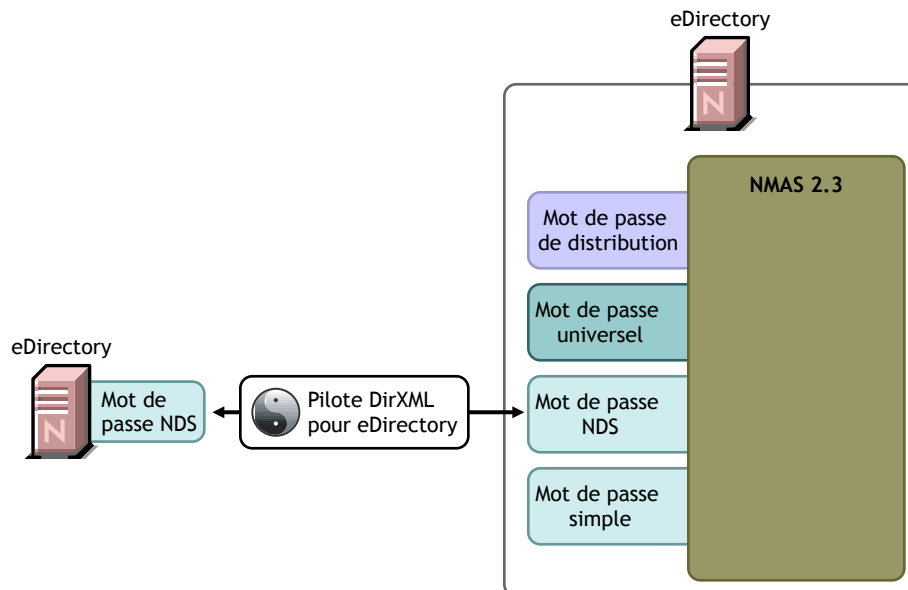 eDirectory
NMAS 2.3
Mot de passe
de distribution
Mot de passe
universel
eDirectory
Mot de
passe NDS
Pilote DirXML
pour eDirectory
Mot de passe
NDS
Mot de passe
simple
N
N